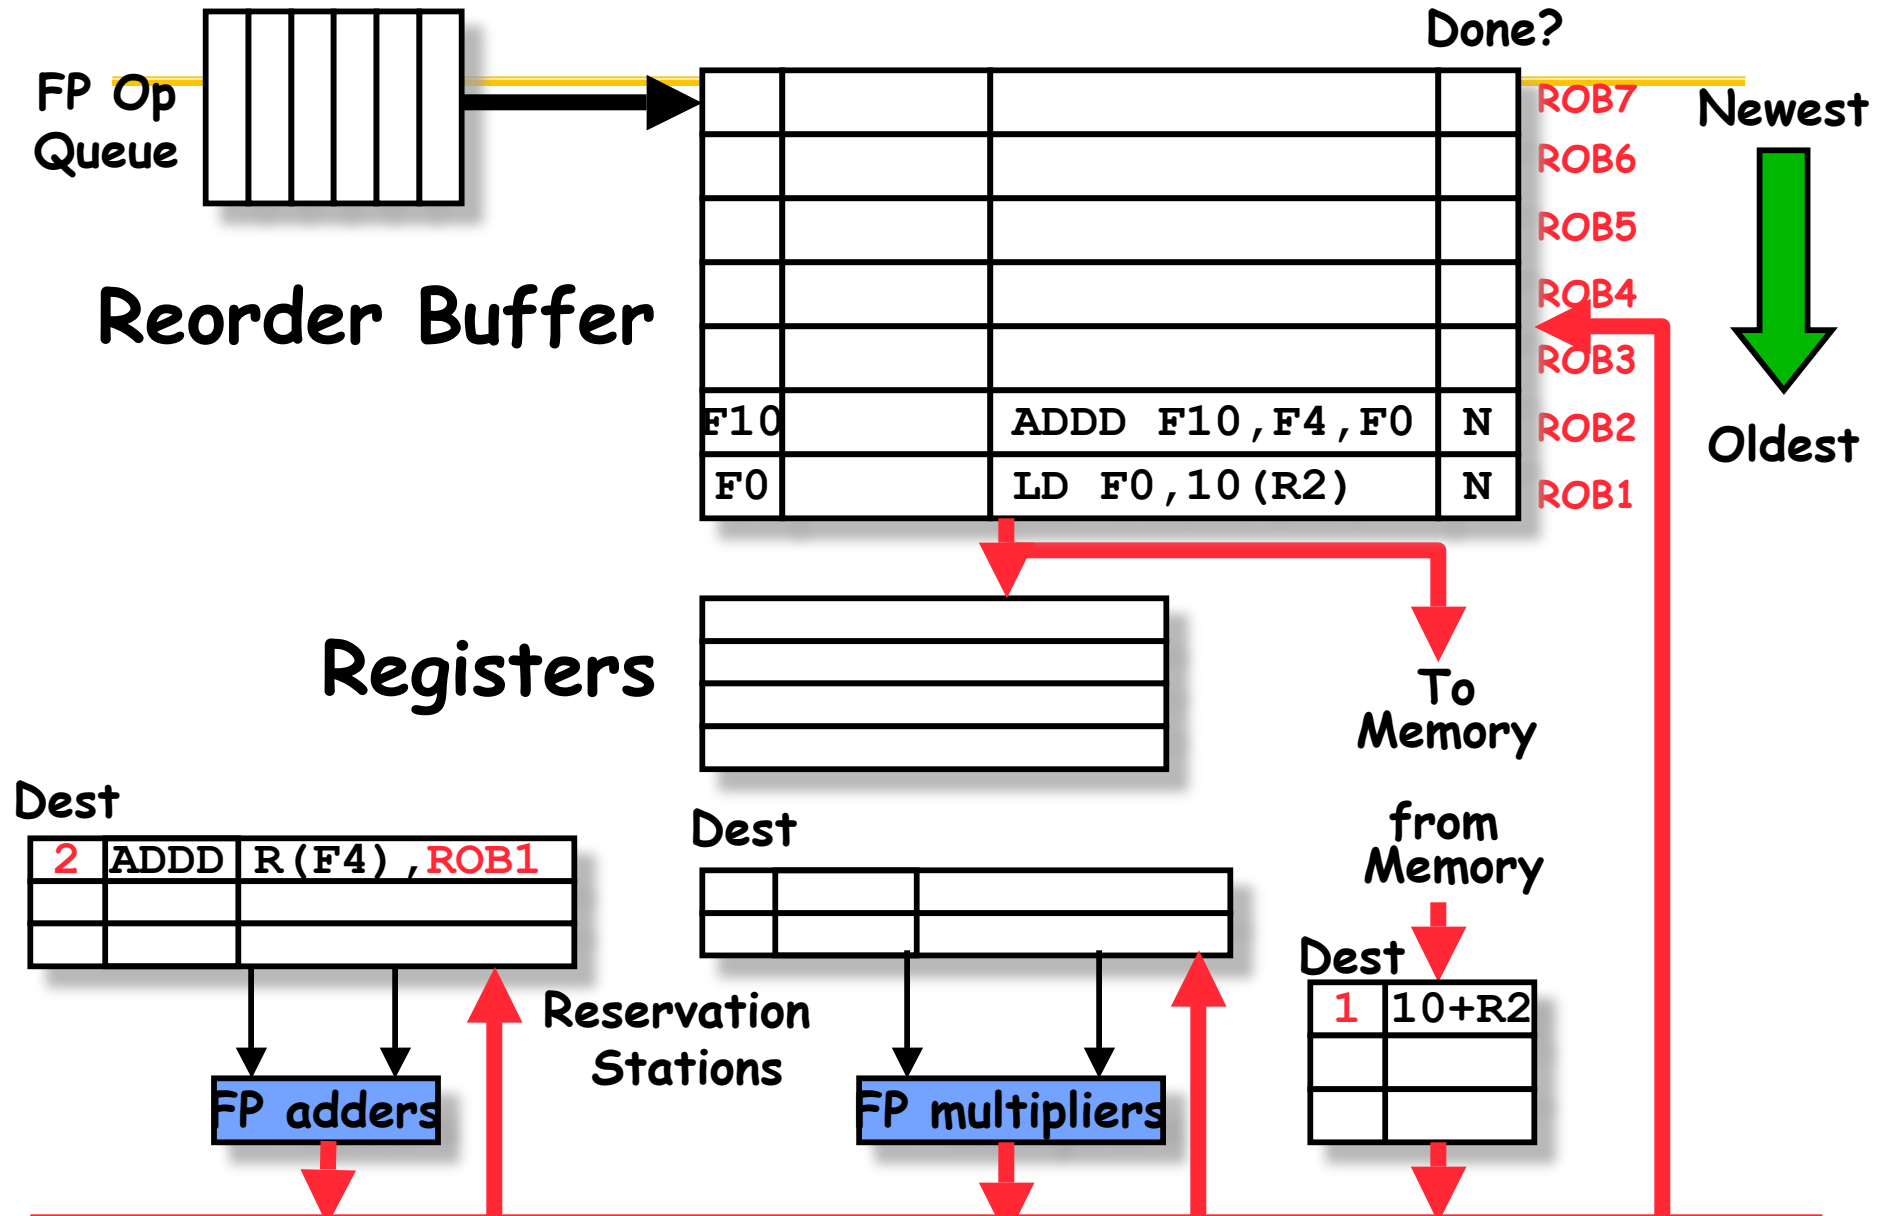 Done?
FP Op
Queue
ROB7
Newest
ROB6
ROB5
Reorder Buffer
ROB4
ROB3
F10 ADDD F10,F4,F0 N ROB2
Oldest
F0 LD F0,10(R2) N ROB1
Registers
To
Memory
Dest
2 ADDD R(F4),ROB1
Dest
from
Memory
Dest
1 10+R2
Reservation
Stations
FP adders
FP multipliers